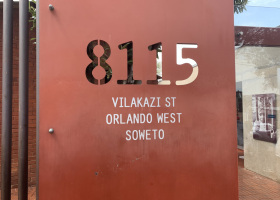 8115
VILAKAZI ST
ORLANDO WEST
SOWETO